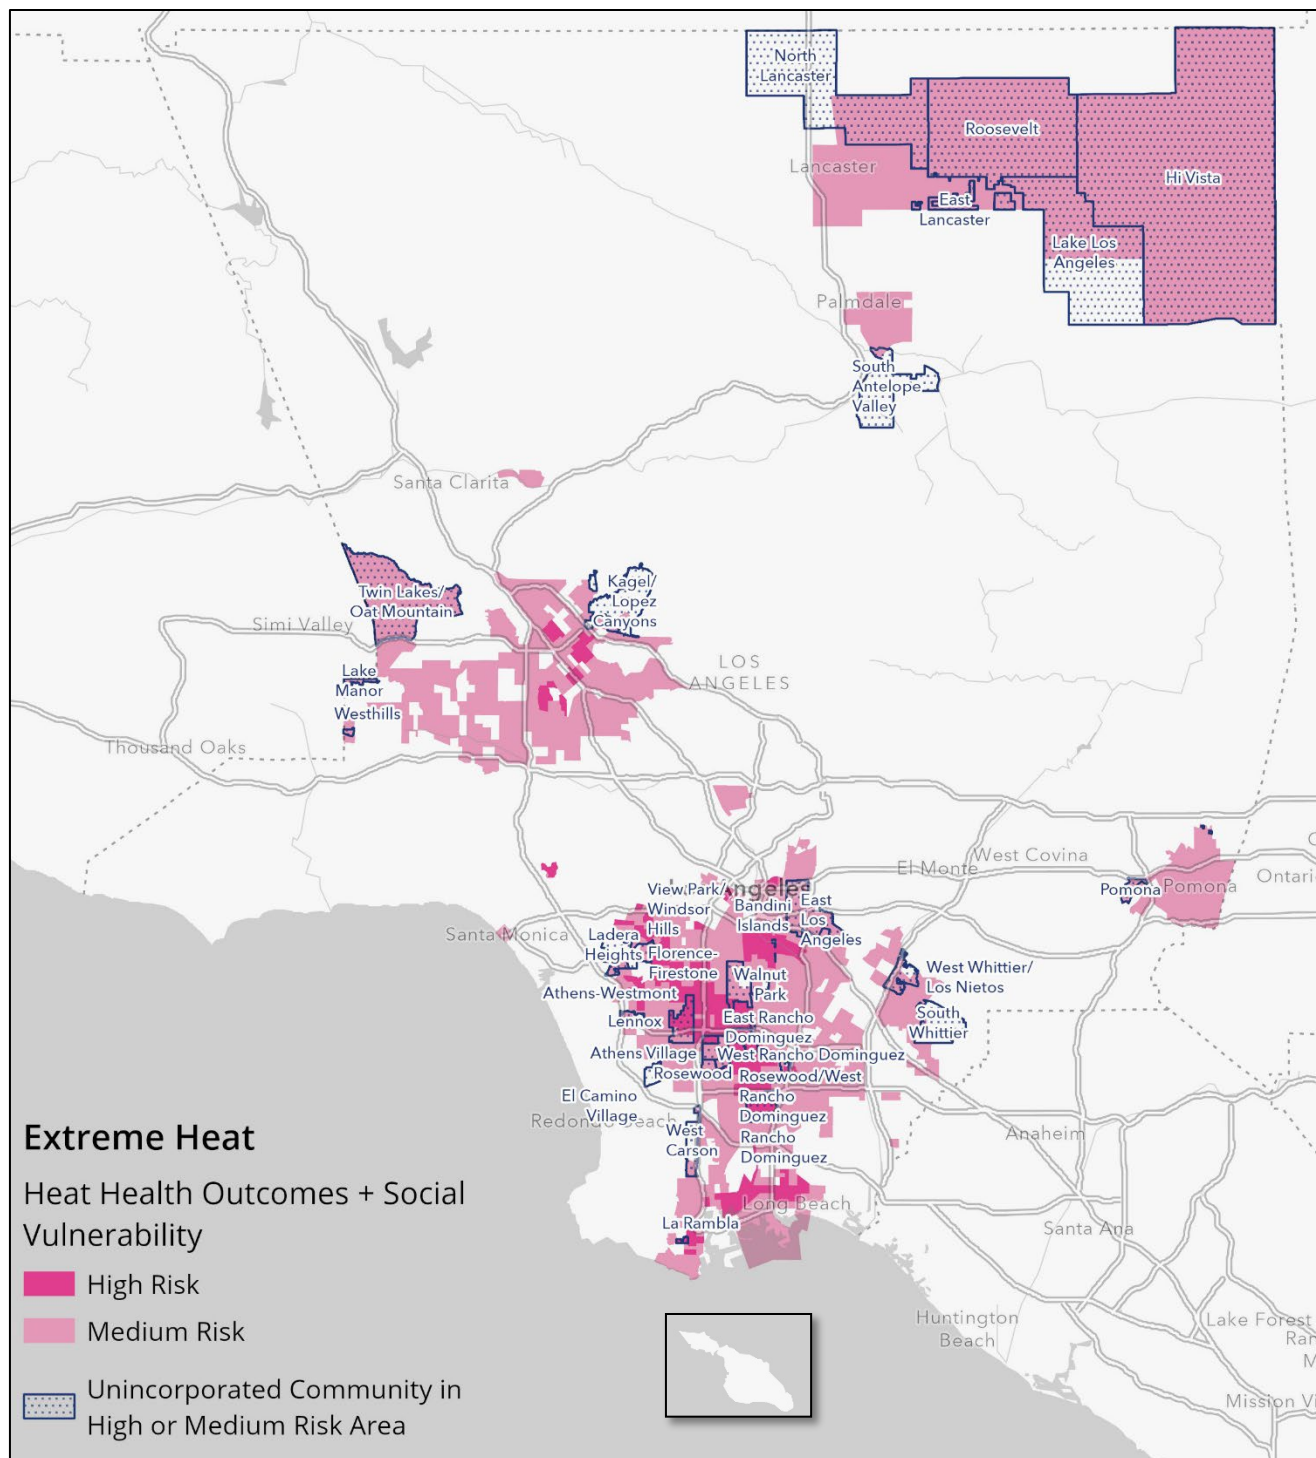 North
Lancaster
Roosevelt
Lancaster
Hi Vista
East
Lancaster
Lake Los
Angeles
Palmdale
South
Antelope
Valley
Santa Clarita
Twin Lakes/
Oat Mountain
Kagel/
Lopez
Canyons
Simi Valley
LOS
ANGELES
Lake
Manor
Westhills
Thousand Oaks
El Monte
West Covina
Pomona
Pomona
Ontario
View Park/
Windsor
Hills
Angeles
Bandini
Islands
East
Los
Angeles
Santa Monica
Ladera
Heights
Florence-
Firestone
Walnut
Park
West Whittier/
Los Nietos
Athens-Westmont
Lennox
East Rancho
Dominguez
South
Whittier
Athens Village
West Rancho Dominguez
Rosewood
Rosewood/West
Rancho
Dominguez
El Camino
Village
Redondo Beach
West
Carson
Rancho
Dominguez
Anaheim
Long Beach
La Rambla
Santa Ana
Huntington
Beach
Lake Forest
Ran
M
Mission Vi
Extreme Heat
Heat Health Outcomes + Social
Vulnerability
High Risk
Medium Risk
Unincorporated Community in
High or Medium Risk Area